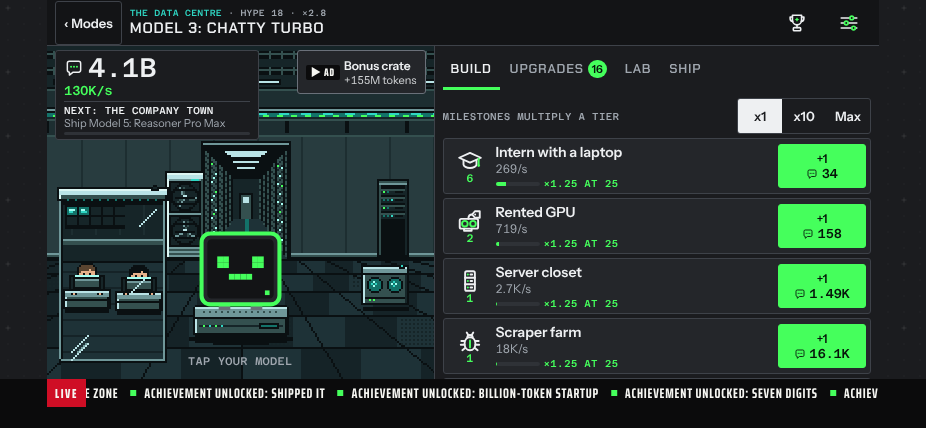 ‹ Modes
THE DATA CENTRE · HYPE 18 · ×2.8
MODEL 3: CHATTY TURBO
4.1B
130K/s
NEXT: THE COMPANY TOWN
Ship Model 5: Reasoner Pro Max
AD
Bonus crate
+155M tokens
TAP YOUR MODEL
BUILD
UPGRADES 16
LAB
SHIP
MILESTONES MULTIPLY A TIER
x1
x10
Max
Intern with a laptop
269/s
6
×1.25 AT 25
+1
34
Rented GPU
719/s
2
×1.25 AT 25
+1
158
Server closet
2.7K/s
1
×1.25 AT 25
+1
1.49K
Scraper farm
18K/s
1
×1.25 AT 25
+1
16.1K
LIVE
E ZONE ■ ACHIEVEMENT UNLOCKED: SHIPPED IT ■ ACHIEVEMENT UNLOCKED: BILLION-TOKEN STARTUP ■ ACHIEVEMENT UNLOCKED: SEVEN DIGITS ■ ACHIEV